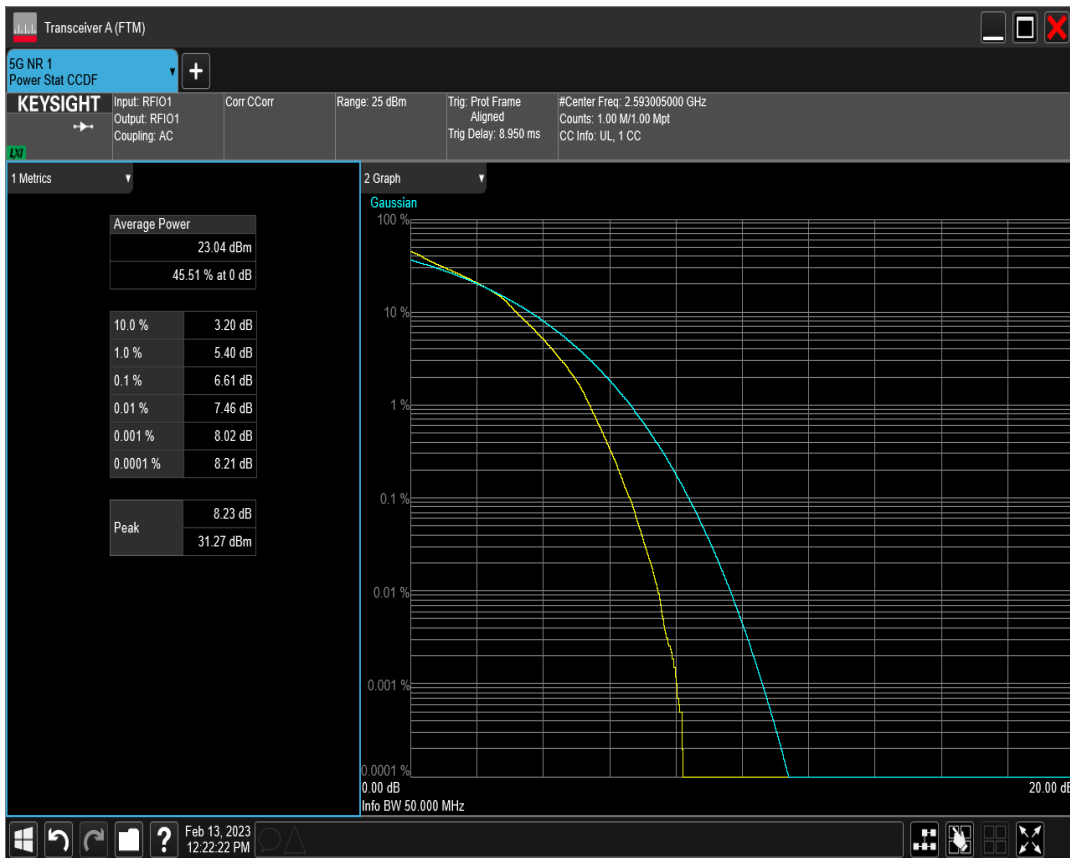 Transceiver A (FTM)
5G NR 1
Power Stat CCDF
KEYSIGHT
LXI
Input: RFIO1
Output: RFIO1
Coupling: AC
Corr CCorr
Range: 25 dBm
Trig: Prot Frame
Aligned
Trig Delay: 8.950 ms
#Center Freq: 2.593005000 GHz
Counts: 1.00 M/1.00 Mpt
CC Info: UL, 1 CC
1 Metrics
Average Power
23.04 dBm
45.51 % at 0 dB
10.0 % 3.20 dB
1.0 % 5.40 dB
0.1 % 6.61 dB
0.01 % 7.46 dB
0.001 % 8.02 dB
0.0001 % 8.21 dB
Peak
8.23 dB
31.27 dBm
2 Graph
Gaussian
100 %
10 %
1 %
0.1 %
0.01 %
0.001 %
0.0001 %
0.00 dB 20.00 dB
Info BW 50.000 MHz
?
Feb 13, 2023
12:22:22 PM